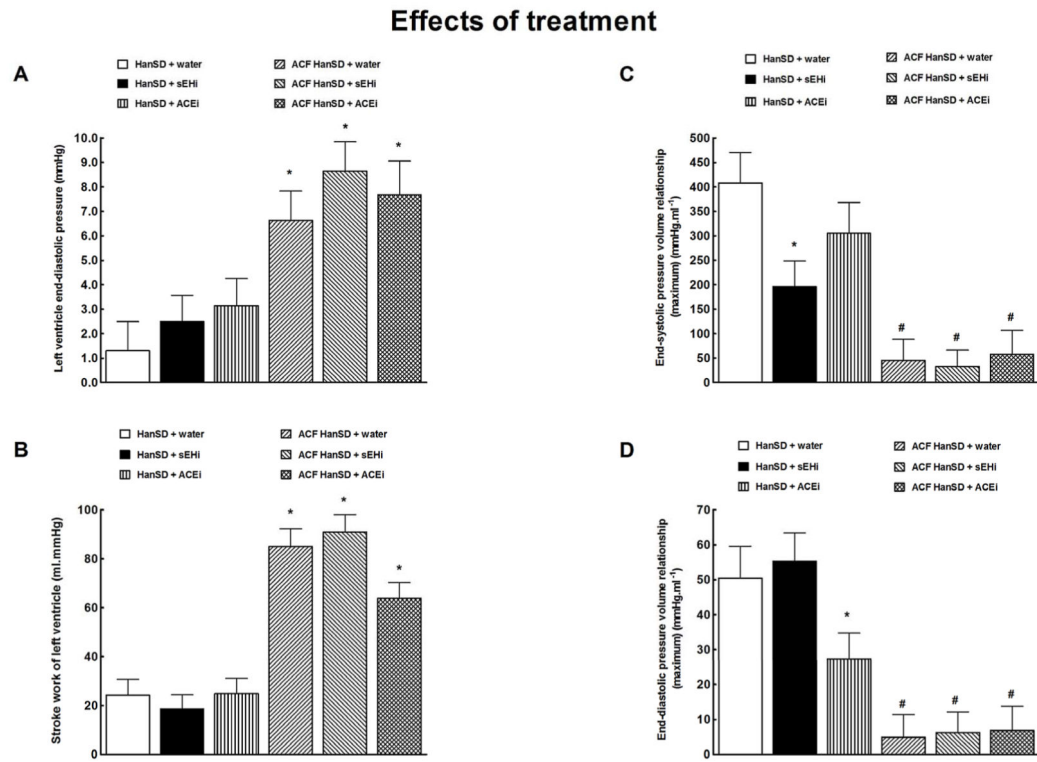 Effects of treatment
A
HanSD + water
ACF HanSD + water
HanSD + sEHi
ACF HanSD + sEHi
HanSD + ACEi
ACF HanSD + ACEi
Left ventricle end-diastolic pressure (mmHg)
10.0
9.0
8.0
7.0
6.0
5.0
4.0
3.0
2.0
1.0
0.0
*
*
*
B
HanSD + water
ACF HanSD + water
HanSD + sEHi
ACF HanSD + sEHi
HanSD + ACEi
ACF HanSD + ACEi
Stroke work of left ventricle (ml.mmHg)
100
80
60
40
20
0
*
*
*
C
HanSD + water
ACF HanSD + water
HanSD + sEHi
ACF HanSD + sEHi
HanSD + ACEi
ACF HanSD + ACEi
End-systolic pressure volume relationship
(maximum) (mmHg.ml⁻¹)
500
450
400
350
300
250
200
150
100
50
0
*
#
#
#
D
HanSD + water
ACF HanSD + water
HanSD + sEHi
ACF HanSD + sEHi
HanSD + ACEi
ACF HanSD + ACEi
End-diastolic pressure volume relationship
(maximum) (mmHg.ml⁻¹)
70
60
50
40
30
20
10
0
*
#
#
#